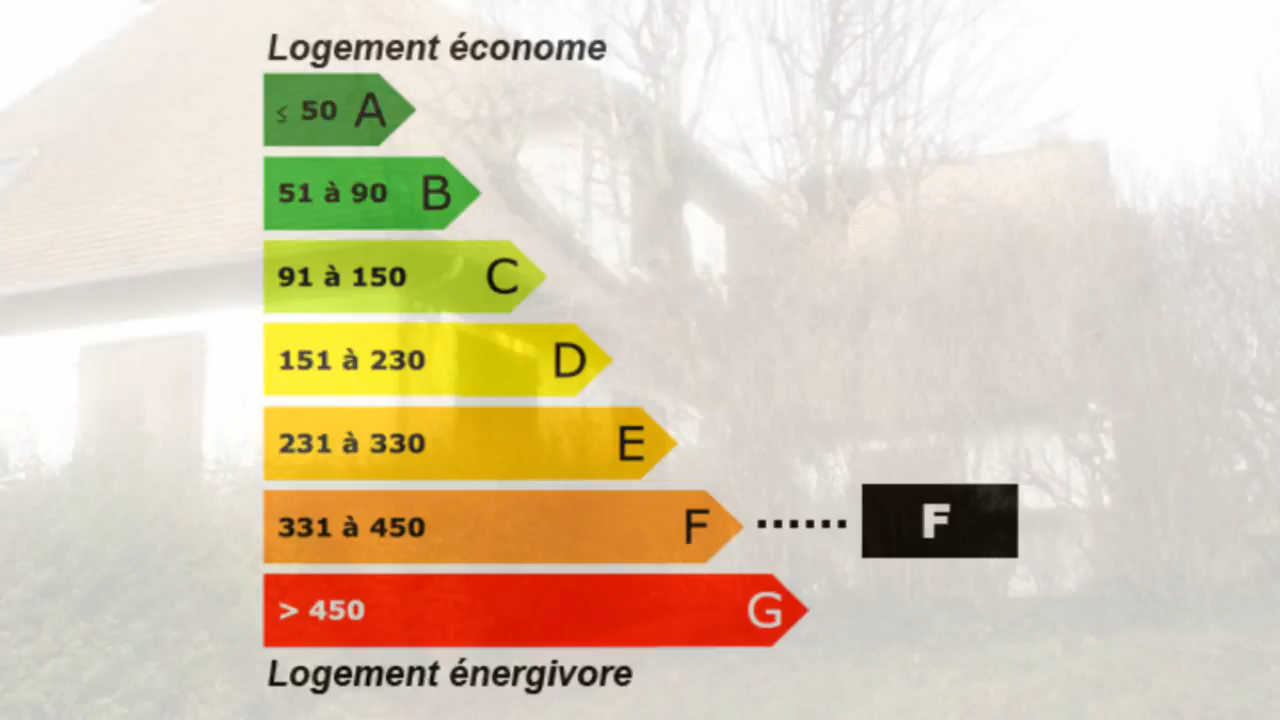 Logement économe
≤ 50 A
51 à 90 B
91 à 150 C
151 à 230 D
231 à 330 E
331 à 450 F F
> 450 G
Logement énergivore